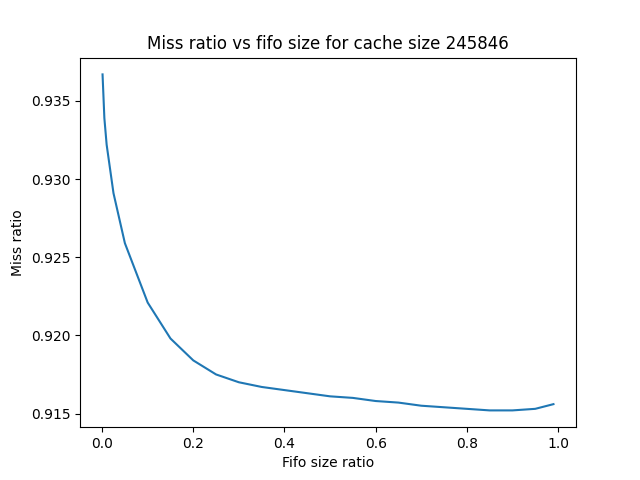 Miss ratio vs fifo size for cache size 245846
0.935
0.930
0.925
0.920
0.915
Miss ratio
0.0 0.2 0.4 0.6 0.8 1.0
Fifo size ratio